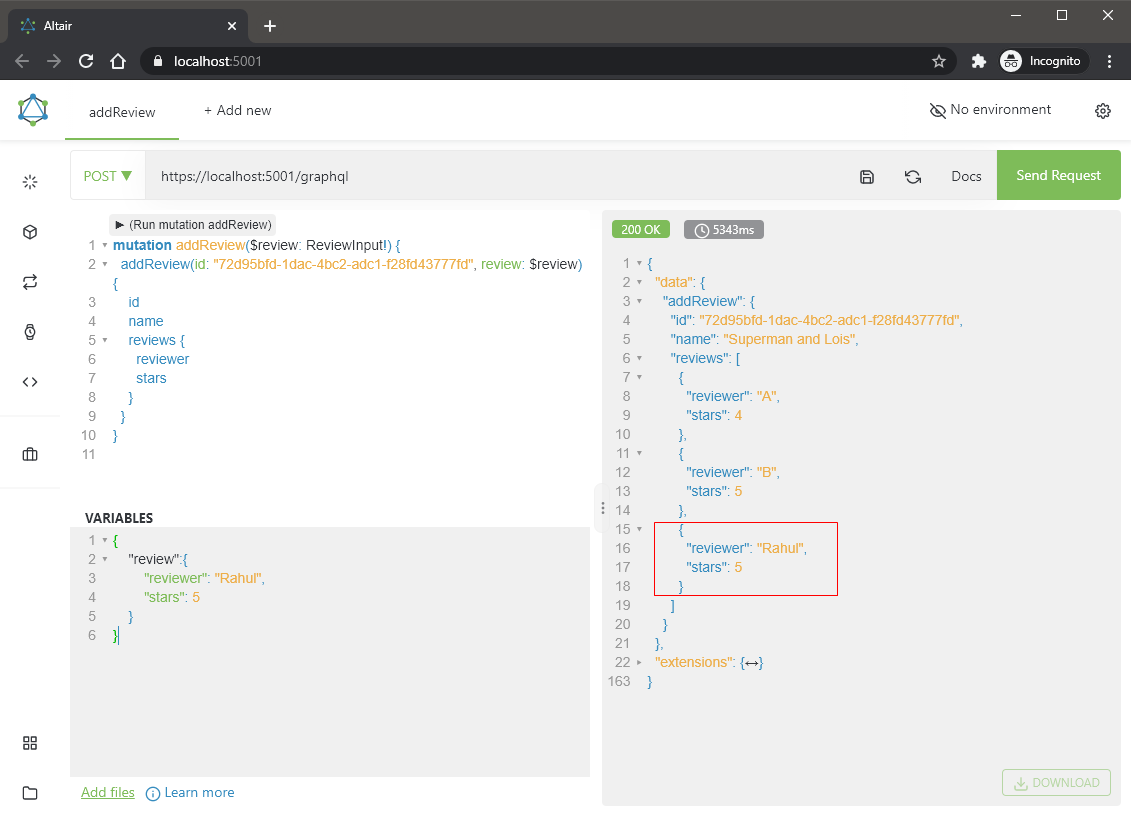 Altair
localhost:5001
Incognito
addReview
+ Add new
No environment
POST ▼
https://localhost:5001/graphql
Docs
Send Request
▶ (Run mutation addReview)
1 mutation addReview($review: ReviewInput!) {
2 addReview(id: "72d95bfd-1dac-4bc2-adc1-f28fd43777fd", review: $review)
{
3 id
4 name
5 reviews {
6 reviewer
7 stars
8 }
9 }
10 }
11
VARIABLES
1 {
2 "review":{
3 "reviewer": "Rahul",
4 "stars": 5
5 }
6 }
Add files
Learn more
200 OK
5343ms
1 {
2 "data": {
3 "addReview": {
4 "id": "72d95bfd-1dac-4bc2-adc1-f28fd43777fd",
5 "name": "Superman and Lois",
6 "reviews": [
7 {
8 "reviewer": "A",
9 "stars": 4
10 },
11 {
12 "reviewer": "B",
13 "stars": 5
14 },
15 {
16 "reviewer": "Rahul",
17 "stars": 5
18 }
19 ]
20 }
21 },
22 "extensions": {↔}
163 }
DOWNLOAD